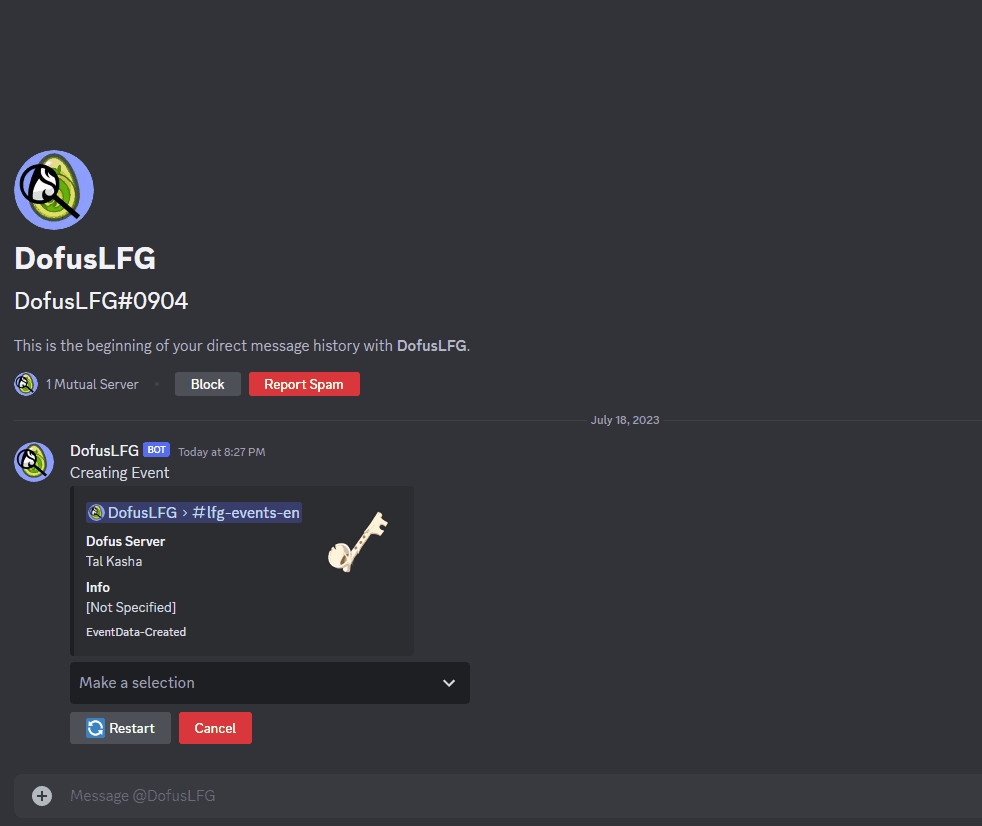 DofusLFG
DofusLFG#0904
This is the beginning of your direct message history with DofusLFG.
1 Mutual Server
Block
Report Spam
July 18, 2023
DofusLFG BOT Today at 8:27 PM
Creating Event
DofusLFG › #lfg-events-en
Dofus Server
Tal Kasha
Info
[Not Specified]
EventData-Created
Make a selection
Restart
Cancel
Message @DofusLFG